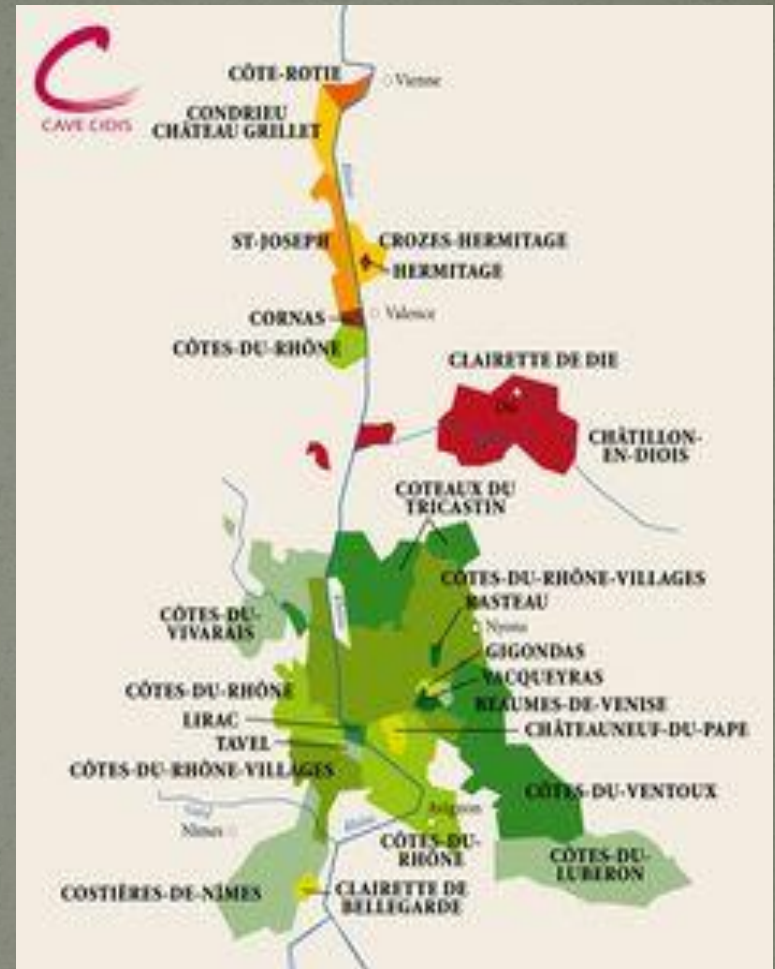 CAVE CIDIS
CÔTE-ROTIE
Vienne
CONDRIEU
CHÂTEAU GRILLET
ST-JOSEPH
CROZES-HERMITAGE
HERMITAGE
CORNAS
Valence
CÔTES-DU-RHÔNE
CLAIRETTE DE DIE
CHÂTILLON-
EN-DIOIS
COTEAUX DU
TRICASTIN
CÔTES-DU-RHÔNE-VILLAGES
RASTEAU
CÔTES-DU-
VIVARAIS
Nyons
GIGONDAS
VACQUEYRAS
CÔTES-DU-RHÔNE
BEAUMES-DE-VENISE
LIRAC
CHÂTEAUNEUF-DU-PAPE
TAVEL
CÔTES-DU-RHÔNE-VILLAGES
CÔTES-DU-VENTOUX
Avignon
Nimes
CÔTES-DU-
RHÔNE
CÔTES-DU-
LUBERON
COSTIÈRES-DE-NÎMES
CLAIRETTE DE
BELLEGARDE